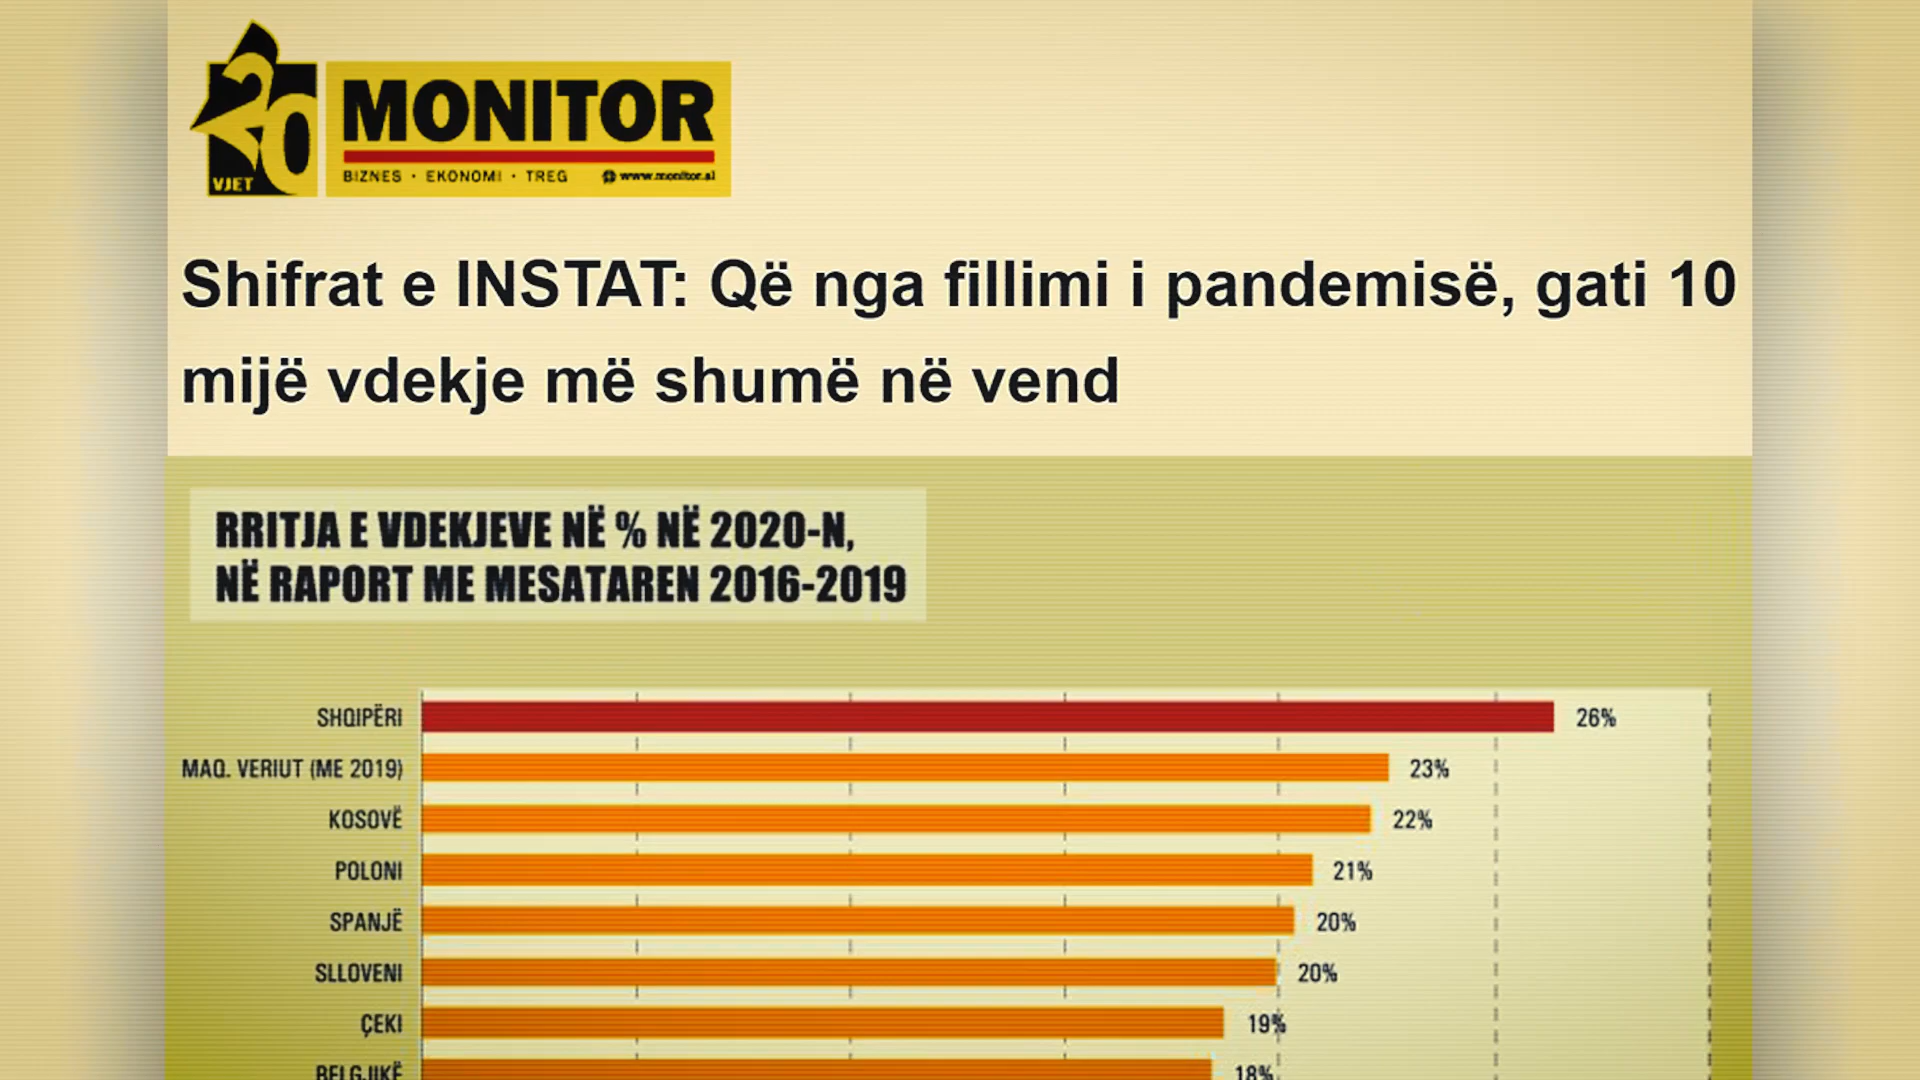 20
VJET
MONITOR
BIZNES · EKONOMI · TREG www.monitor.al
Shifrat e INSTAT: Që nga fillimi i pandemisë, gati 10
mijë vdekje më shumë në vend
RRITJA E VDEKJEVE NË % NË 2020-N,
NË RAPORT ME MESATAREN 2016-2019
SHQIPËRI 26%
MAQ. VERIUT (ME 2019) 23%
KOSOVË 22%
POLONI 21%
SPANJË 20%
SLLOVENI 20%
ÇEKI 19%
BELGJIKË 18%